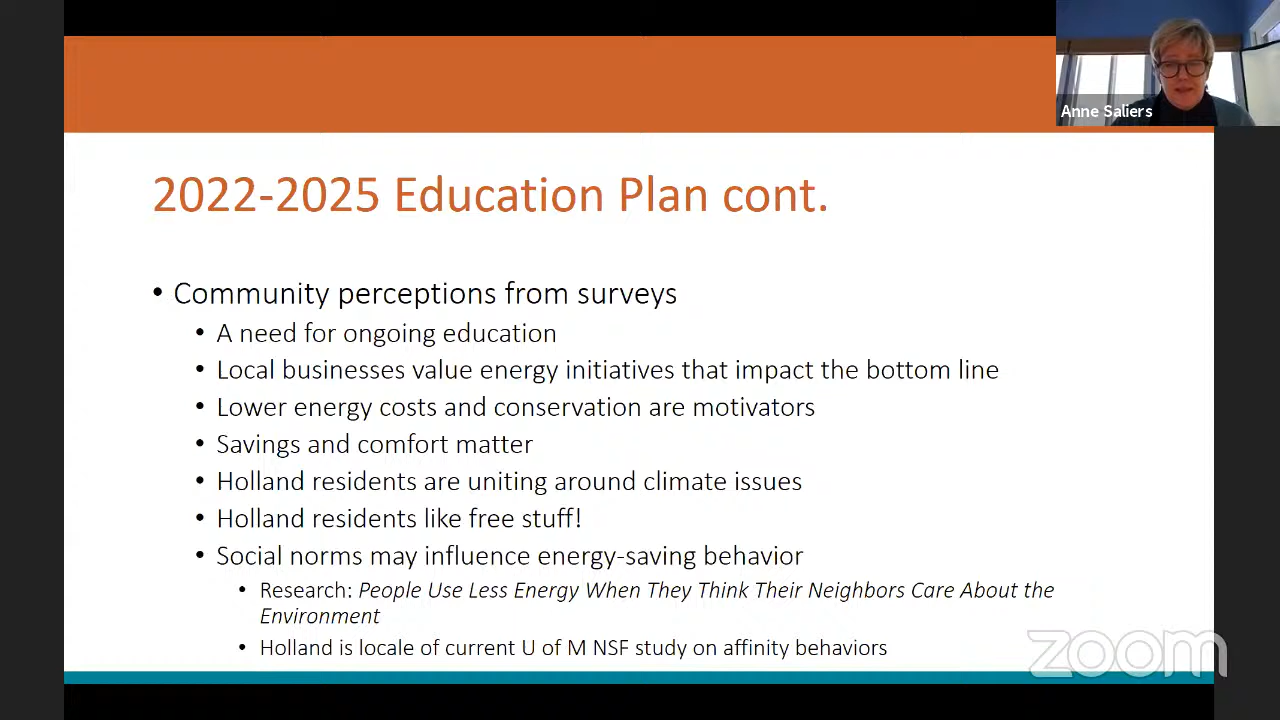 Anne Saliers
2022-2025 Education Plan cont.
• Community perceptions from surveys
• A need for ongoing education
• Local businesses value energy initiatives that impact the bottom line
• Lower energy costs and conservation are motivators
• Savings and comfort matter
• Holland residents are uniting around climate issues
• Holland residents like free stuff!
• Social norms may influence energy-saving behavior
• Research: People Use Less Energy When They Think Their Neighbors Care About the
Environment
• Holland is locale of current U of M NSF study on affinity behaviors
zoom